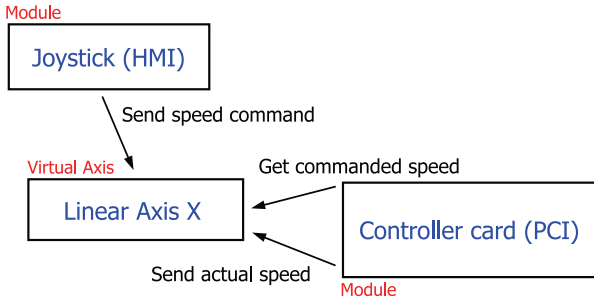 Module
Joystick (HMI)
Send speed command
Virtual Axis
Get commanded speed
Linear Axis X
Controller card (PCI)
Send actual speed
Module